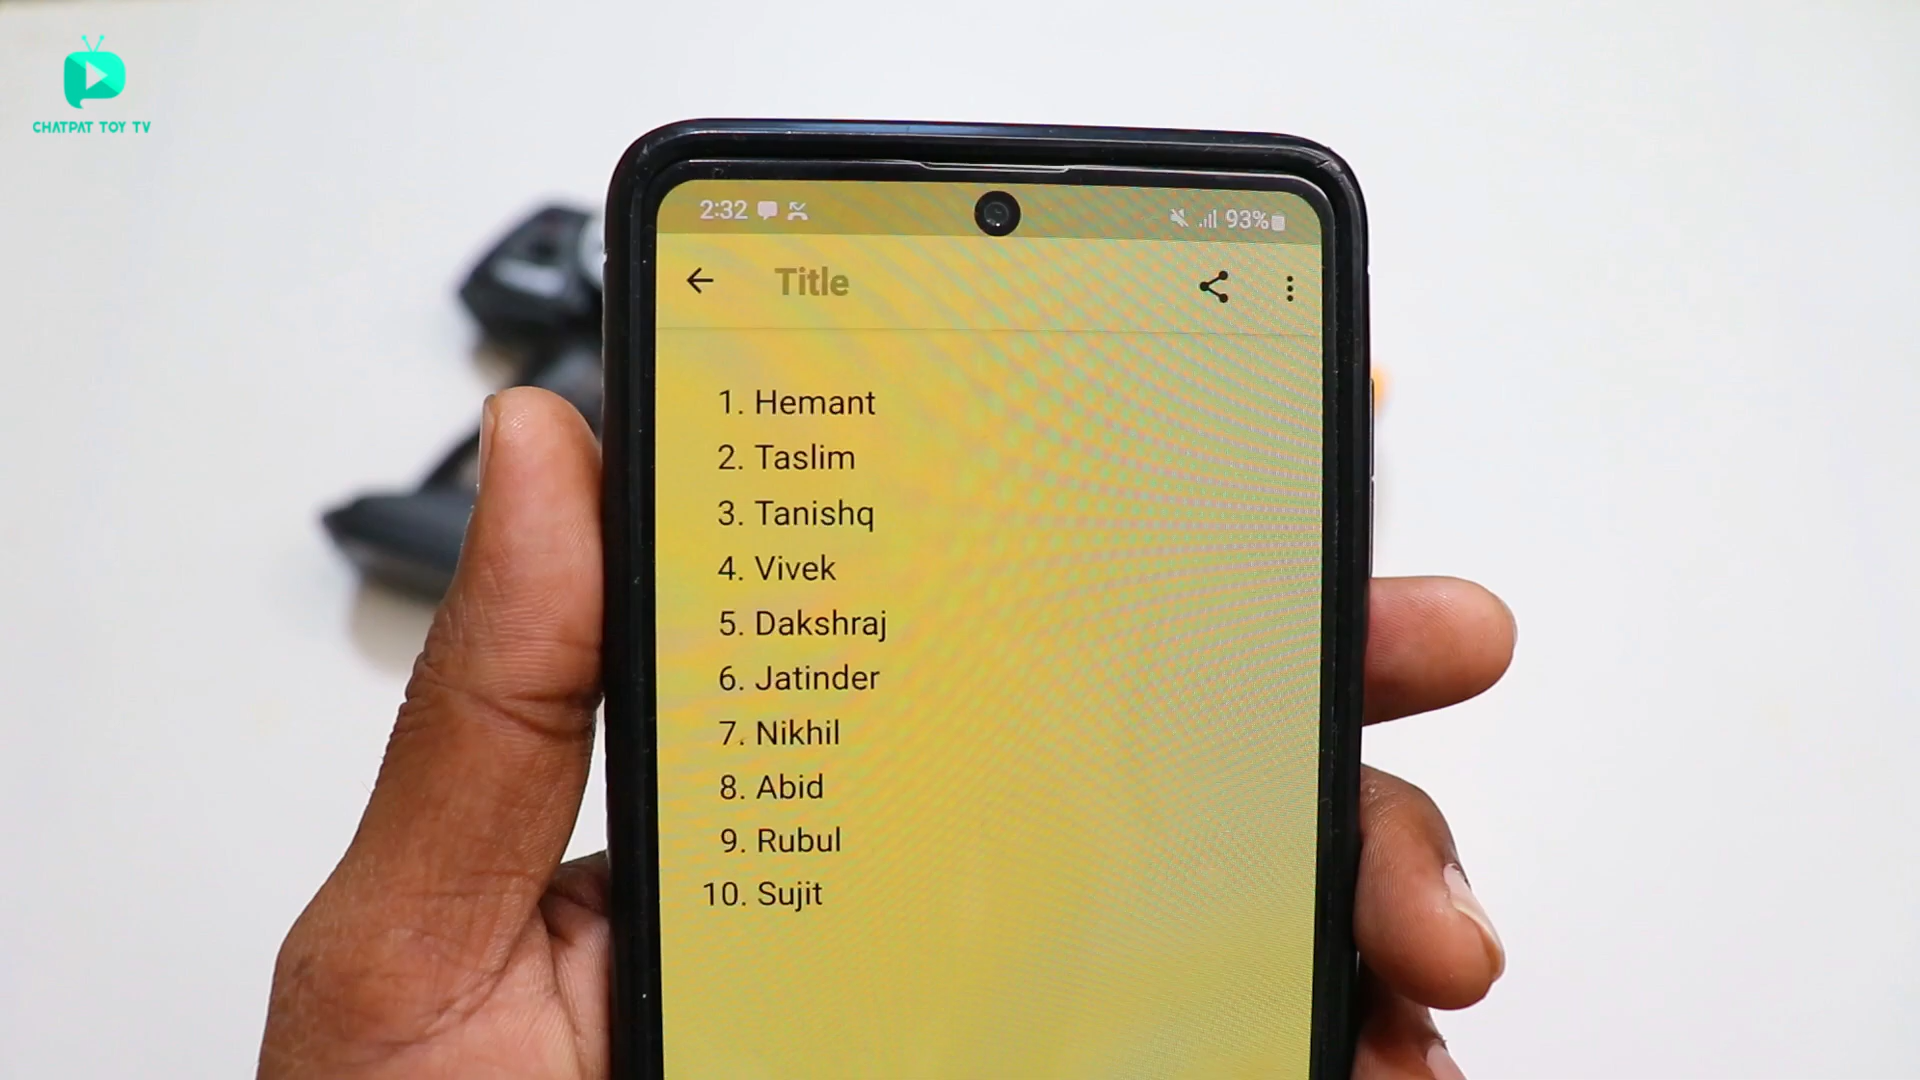 CHATPAT TOY TV
2:32 93%
Title
1. Hemant
2. Taslim
3. Tanishq
4. Vivek
5. Dakshraj
6. Jatinder
7. Nikhil
8. Abid
9. Rubul
10. Sujit